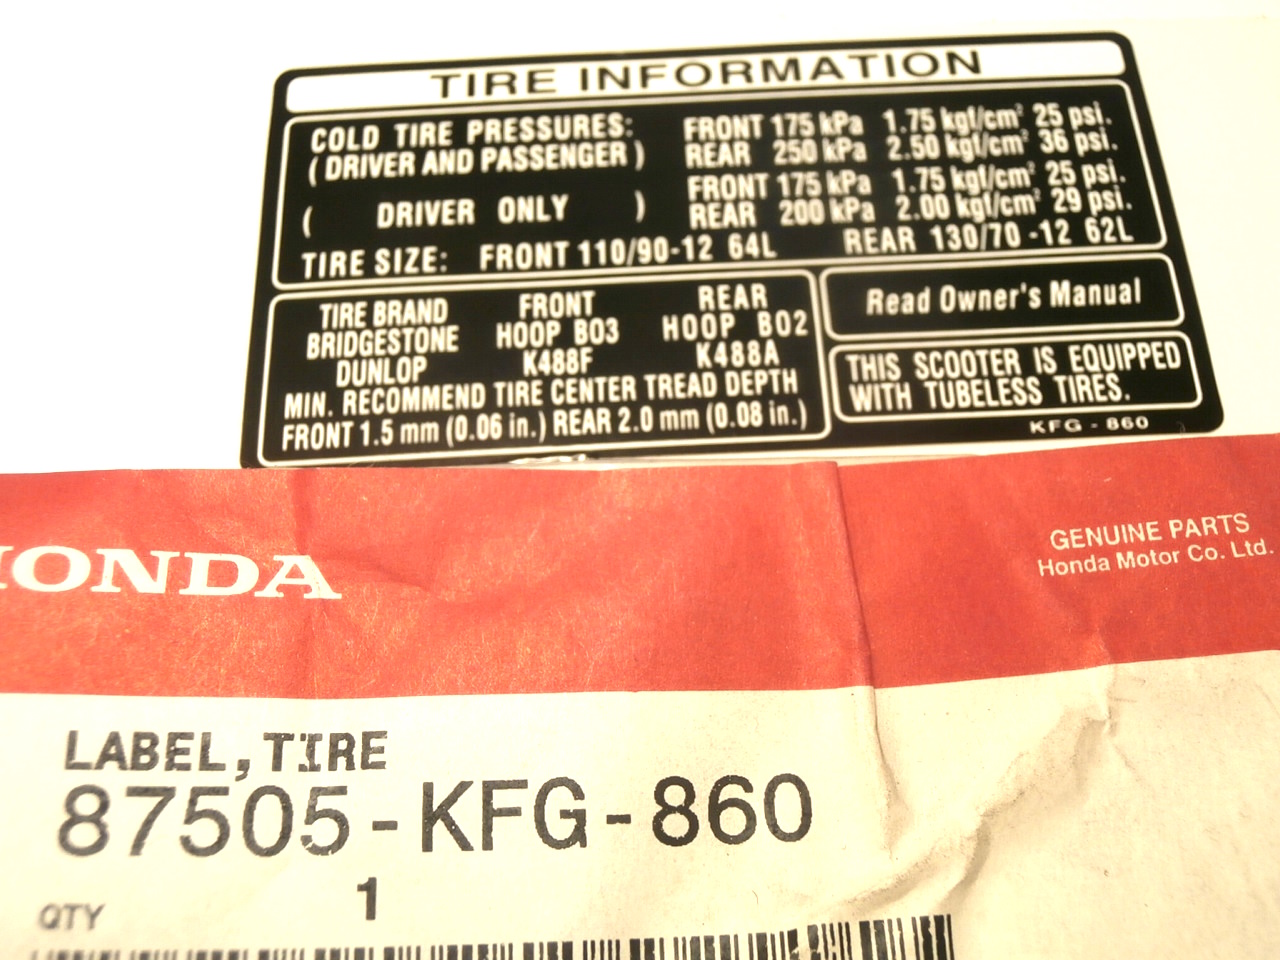 TIRE INFORMATION
COLD TIRE PRESSURES: FRONT 175 kPa 1.75 kgf/cm² 25 psi.
(DRIVER AND PASSENGER) REAR 250 kPa 2.50 kgf/cm² 36 psi.
FRONT 175 kPa 1.75 kgf/cm² 25 psi.
( DRIVER ONLY ) REAR 200 kPa 2.00 kgf/cm² 29 psi.
TIRE SIZE: FRONT 110/90-12 64L REAR 130/70-12 62L
TIRE BRAND FRONT REAR
BRIDGESTONE HOOP B03 HOOP B02
DUNLOP K488F K488A
MIN. RECOMMEND TIRE CENTER TREAD DEPTH
FRONT 1.5 mm (0.06 in.) REAR 2.0 mm (0.08 in.)
Read Owner's Manual
THIS SCOOTER IS EQUIPPED
WITH TUBELESS TIRES.
KFG-860
HONDA
GENUINE PARTS
Honda Motor Co. Ltd.
LABEL,TIRE
87505-KFG-860
QTY 1